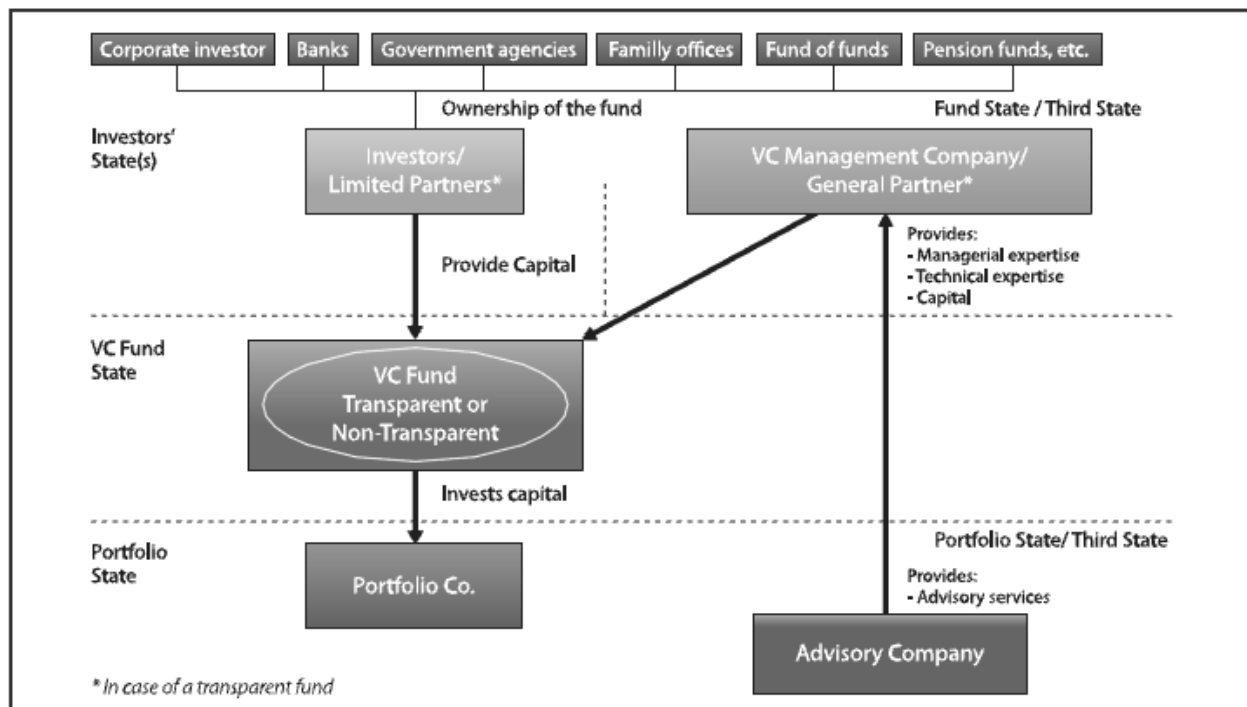 Corporate investor
Banks
Government agencies
Familly offices
Fund of funds
Pension funds, etc.
Ownership of the fund
Fund State / Third State
Investors'
State(s)
Investors/
Limited Partners*
VC Management Company/
General Partner*
Provide Capital
Provides:
- Managerial expertise
- Technical expertise
- Capital
VC Fund
State
VC Fund
Transparent or
Non-Transparent
Invests capital
Portfolio
State
Portfolio State/ Third State
Portfolio Co.
Provides:
- Advisory services
Advisory Company
* In case of a transparent fund